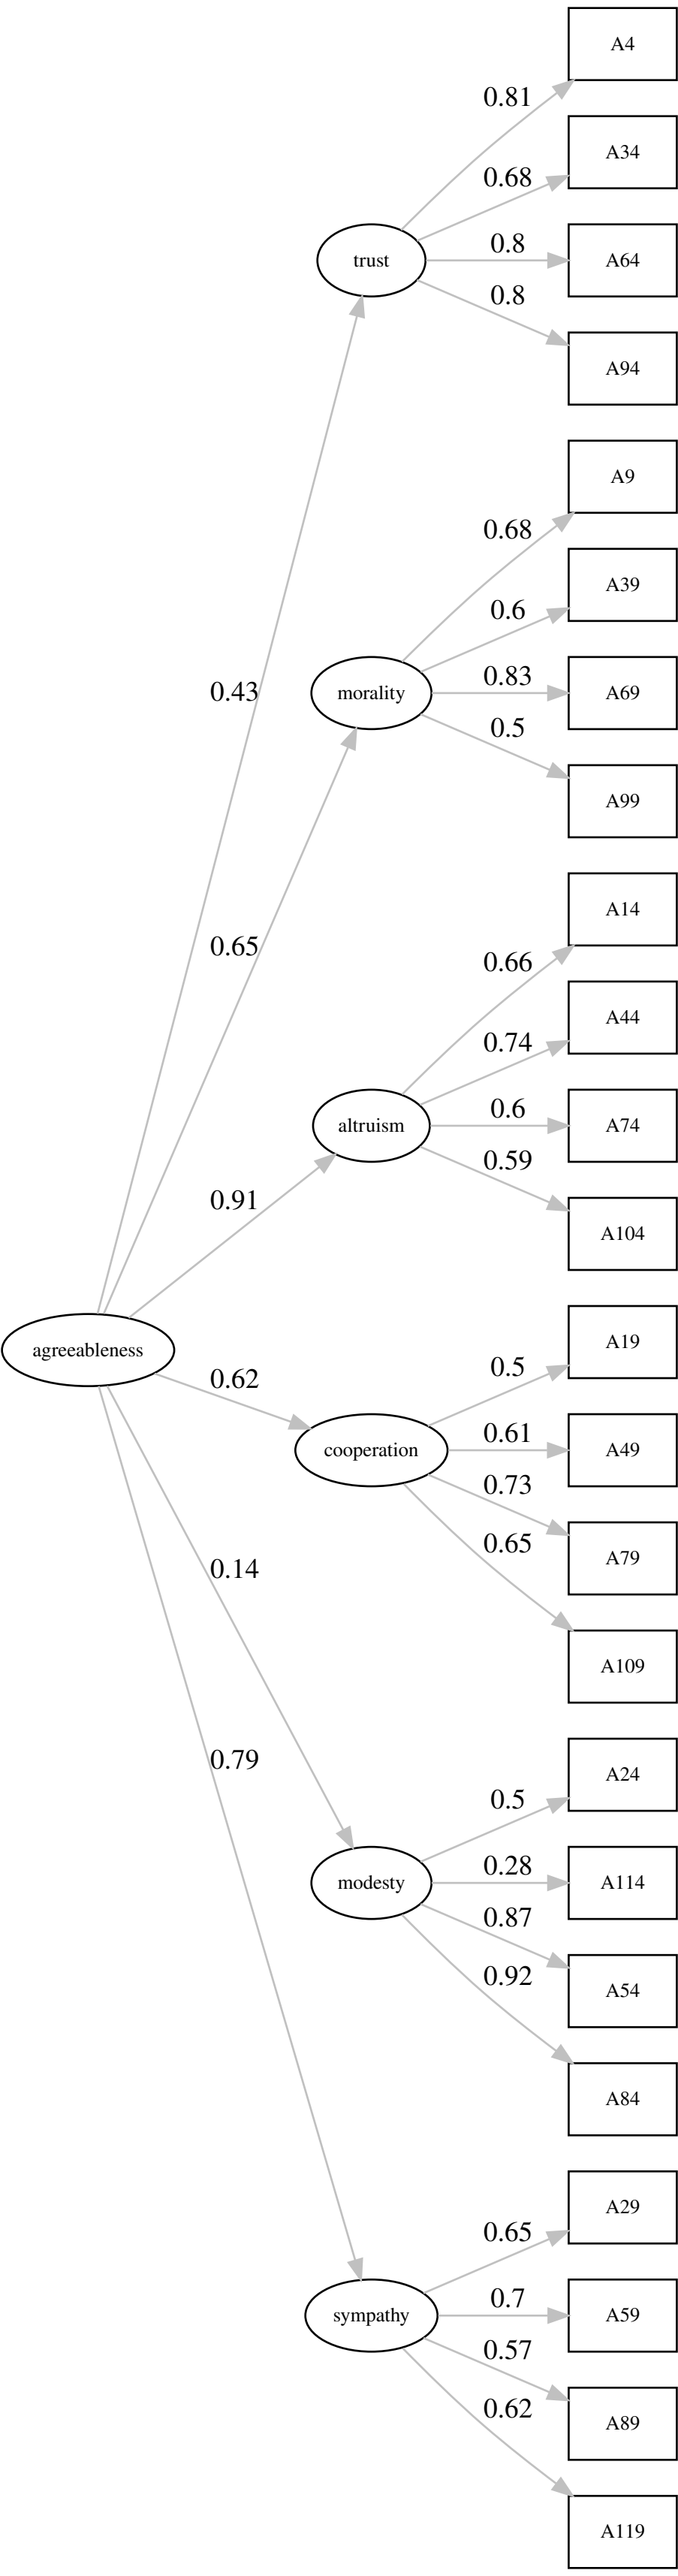 A4
0.81
A34
0.68
trust
0.8
A64
0.8
A94
A9
0.68
A39
0.6
0.43
morality
0.83
A69
0.5
A99
A14
0.65
0.66
A44
0.74
altruism
0.6
A74
0.59
0.91
A104
A19
agreeableness
0.5
0.62
0.61
cooperation
A49
0.73
A79
0.14
0.65
A109
0.79
A24
0.5
0.28
modesty
A114
0.87
A54
0.92
A84
A29
0.65
0.7
sympathy
A59
0.57
A89
0.62
A119